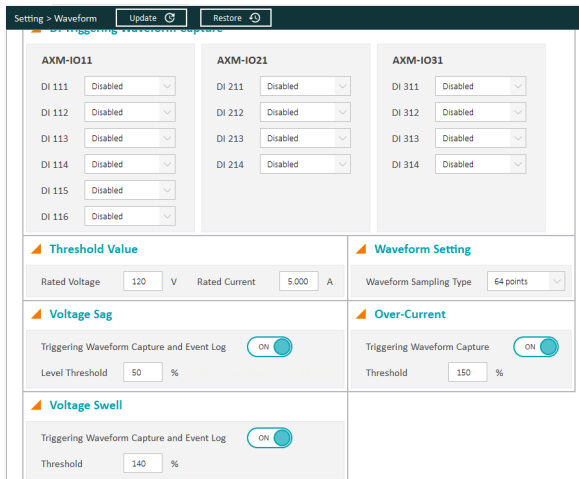 Setting > Waveform Update Restore
DI Triggering Waveform Capture
AXM-IO11 AXM-IO21 AXM-IO31
DI 111 Disabled DI 211 Disabled DI 311 Disabled
DI 112 Disabled DI 212 Disabled DI 312 Disabled
DI 113 Disabled DI 213 Disabled DI 313 Disabled
DI 114 Disabled DI 214 Disabled DI 314 Disabled
DI 115 Disabled
DI 116 Disabled
Threshold Value Waveform Setting
Rated Voltage 120 V Rated Current 5.000 A Waveform Sampling Type 64 points
Voltage Sag Over-Current
Triggering Waveform Capture and Event Log ON Triggering Waveform Capture ON
Level Threshold 50 % Threshold 150 %
Voltage Swell
Triggering Waveform Capture and Event Log ON
Threshold 140 %